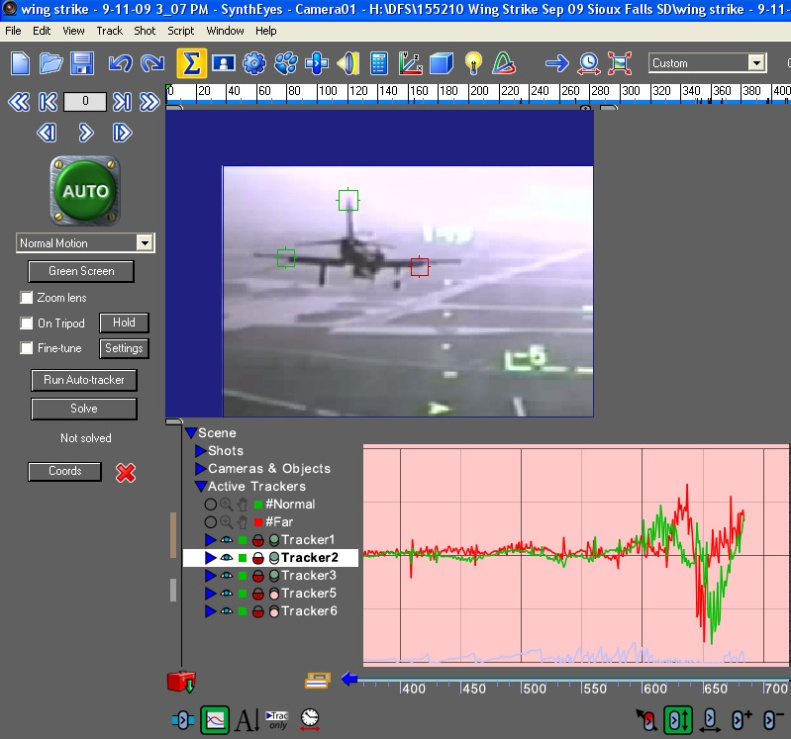 wing strike - 9-11-09 3_07 PM - SynthEyes - Camera01 - H:\DFS\155210 Wing Strike Sep 09 Sioux Falls SD\wing strike - 9-11-
File Edit View Track Shot Script Window Help
Custom
0
0 20 40 60 80 100 120 140 160 180 200 220 240 260 280 300 320 340 360 380 400
AUTO
Normal Motion
Green Screen
Zoom lens
On Tripod Hold
Fine-tune Settings
Run Auto-tracker
Solve
Not solved
Coords
L-5
Scene
Shots
Cameras & Objects
Active Trackers
#Normal
#Far
Tracker1
Tracker2
Tracker3
Tracker5
Tracker6
400 450 500 550 600 650 700
A
Trac
only